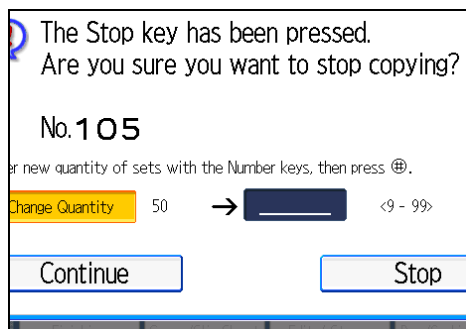 The Stop key has been pressed.
Are you sure you want to stop copying?
No.105
er new quantity of sets with the Number keys, then press ⊞.
Change Quantity 50 → <9 - 99>
Continue Stop